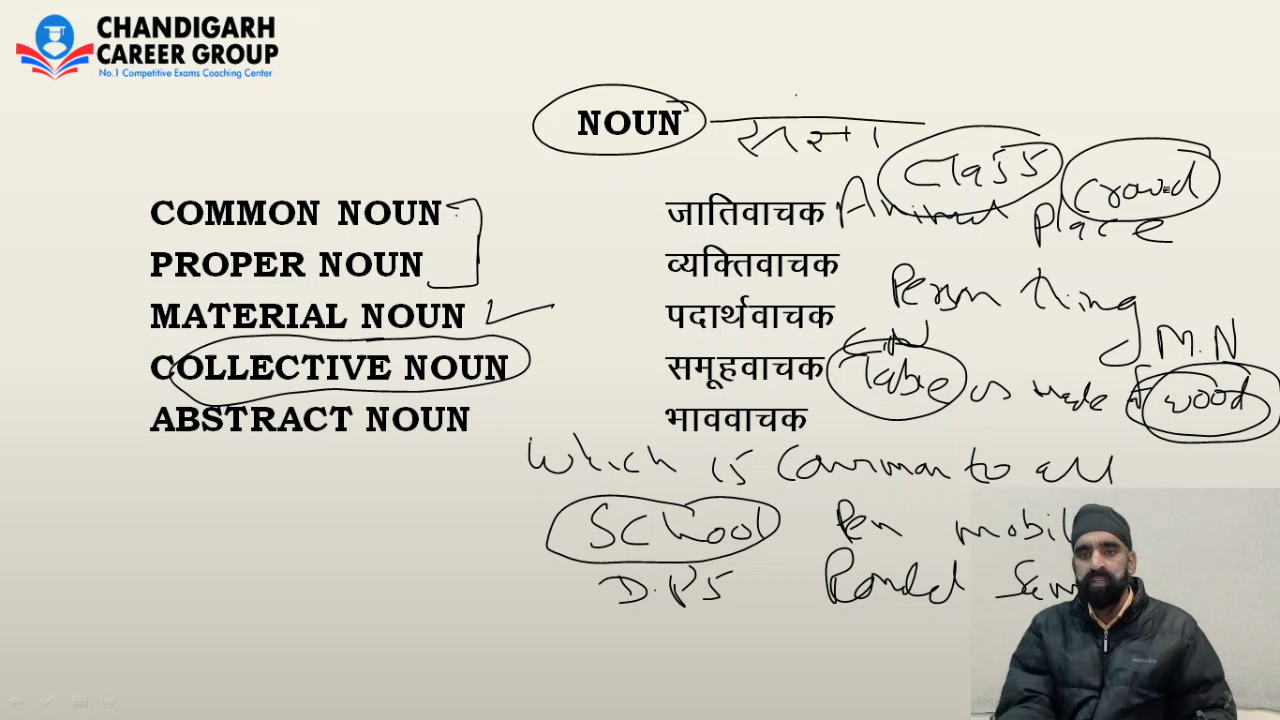 CHANDIGARH
CAREER GROUP
No.1 Competitive Exams Coaching Center
NOUN
Class Crowd
COMMON NOUN जातिवाचक Animal Place
PROPER NOUN व्यक्तिवाचक
Person thing
MATERIAL NOUN पदार्थवाचक
M.N
COLLECTIVE NOUN समूहवाचक Table is made of wood
ABSTRACT NOUN भाववाचक
Which is Common to all
School Pen
D.P.S